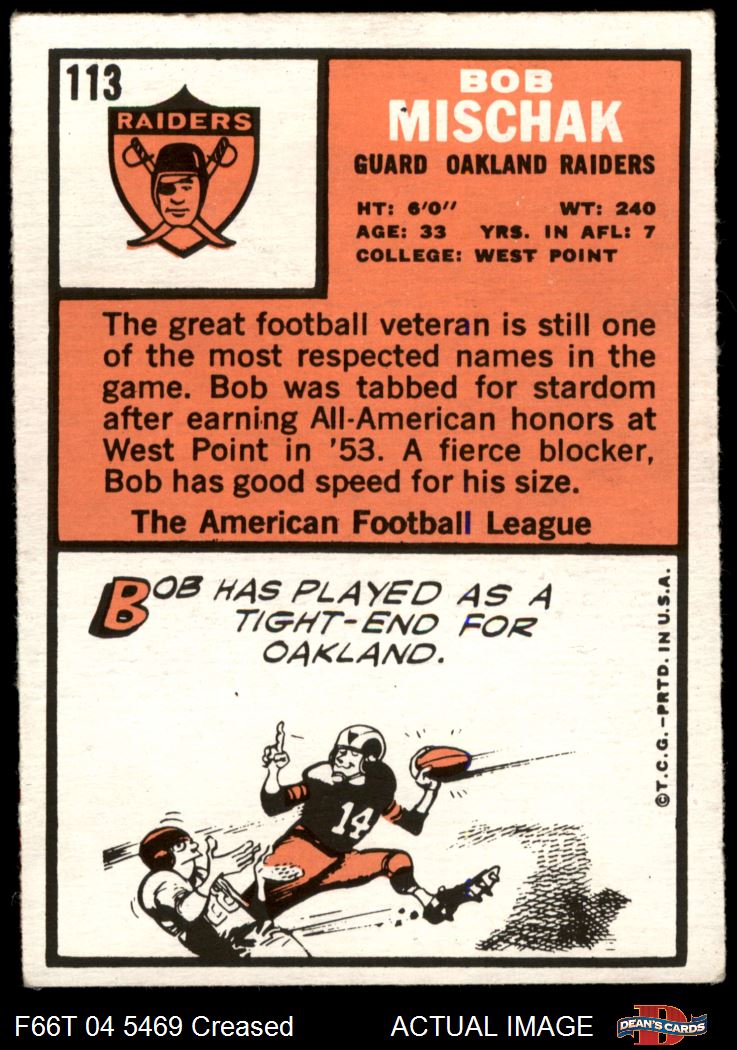 113
RAIDERS
BOB
MISCHAK
GUARD OAKLAND RAIDERS
HT: 6'0" WT: 240
AGE: 33 YRS. IN AFL: 7
COLLEGE: WEST POINT
The great football veteran is still one
of the most respected names in the
game. Bob was tabbed for stardom
after earning All-American honors at
West Point in '53. A fierce blocker,
Bob has good speed for his size.
The American Football League
BOB HAS PLAYED AS A
TIGHT-END FOR
OAKLAND.
14
©T.C.G.-PRTD. IN U.S.A.
F66T 04 5469 Creased ACTUAL IMAGE
D
DEAN'S CARDS